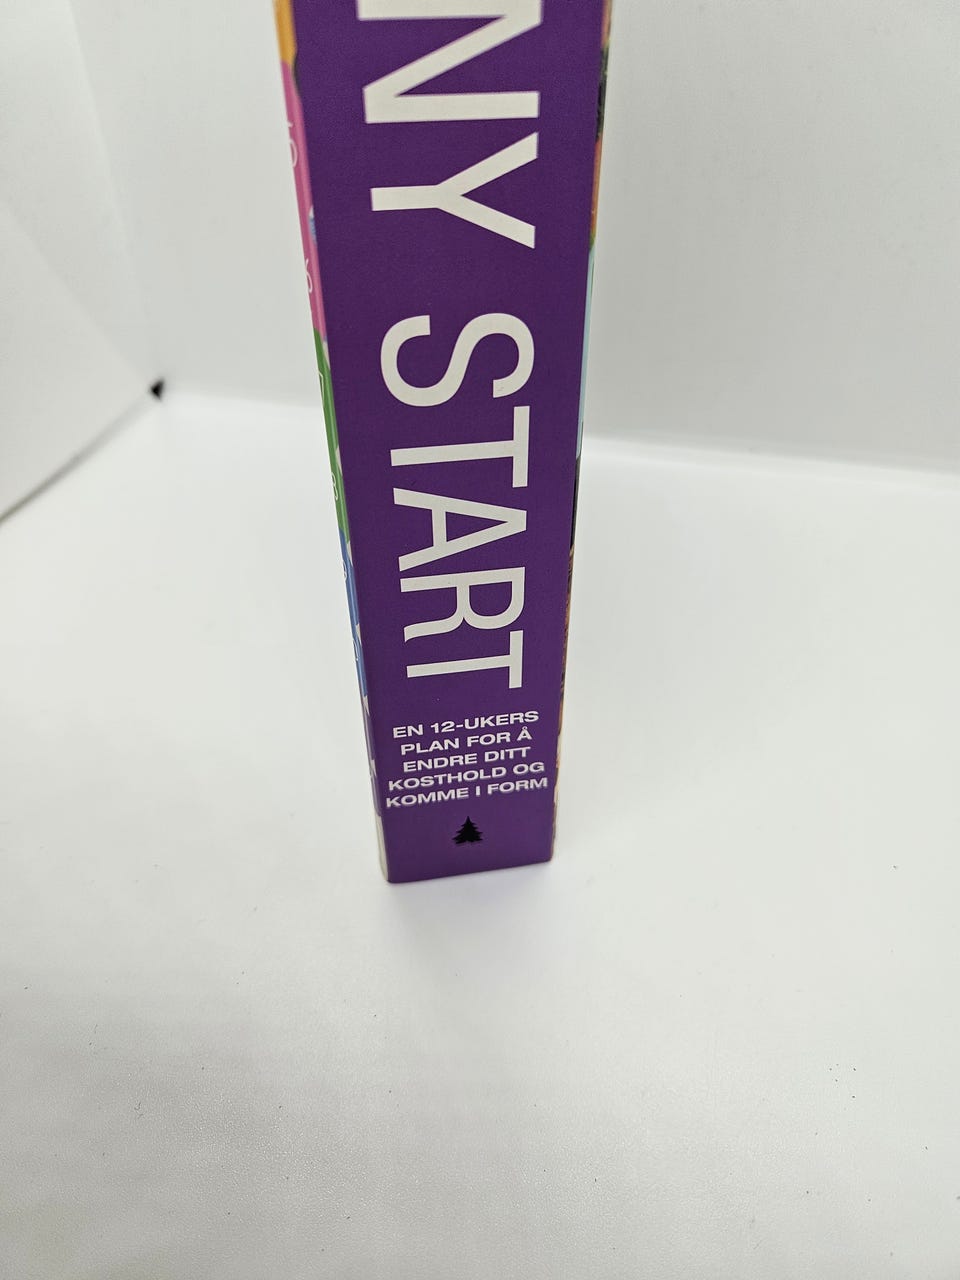 NY START
EN 12-UKERS
PLAN FOR Å
ENDRE DITT
KOSTHOLD OG
KOMME I FORM